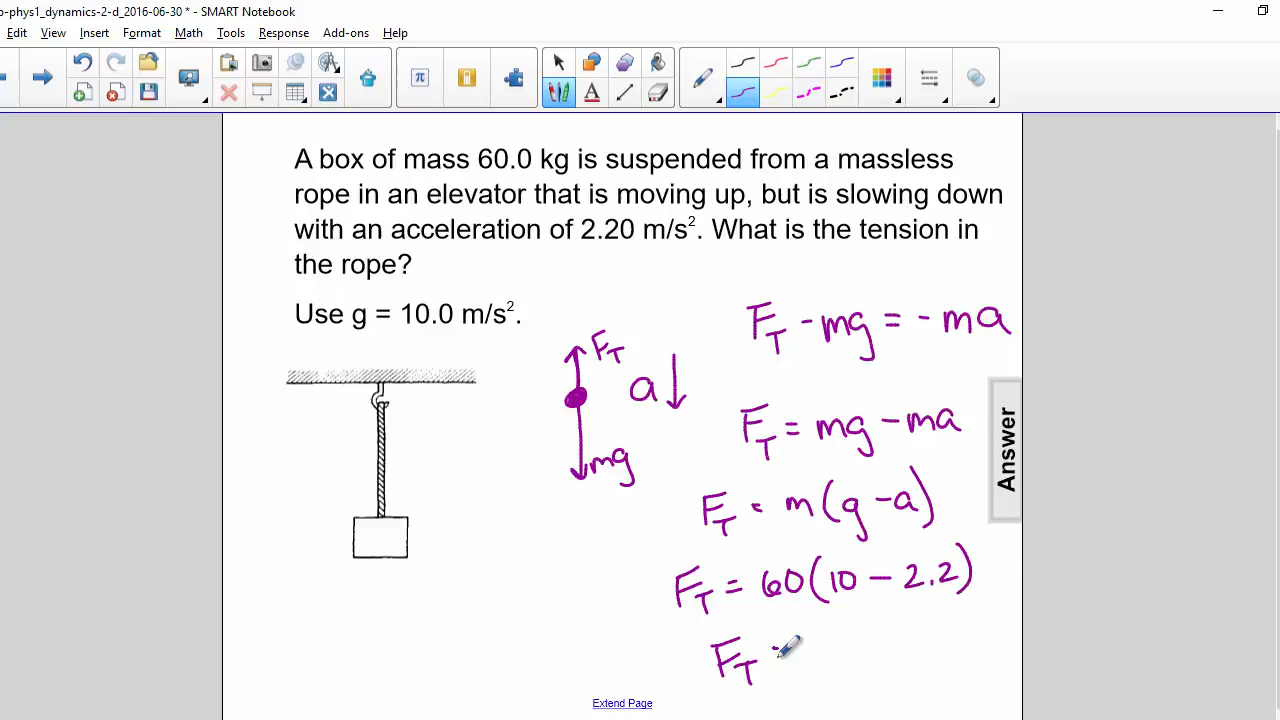 o-phys1_dynamics-2-d_2016-06-30 * - SMART Notebook
Edit View Insert Format Math Tools Response Add-ons Help
A box of mass 60.0 kg is suspended from a massless
rope in an elevator that is moving up, but is slowing down
with an acceleration of 2.20 m/s². What is the tension in
the rope?
Use g = 10.0 m/s².
F_T - mg = - ma
F_T
a
mg
F_T = mg - ma
F_T = m(g - a)
F_T = 60(10 - 2.2)
F_T
Answer
Extend Page